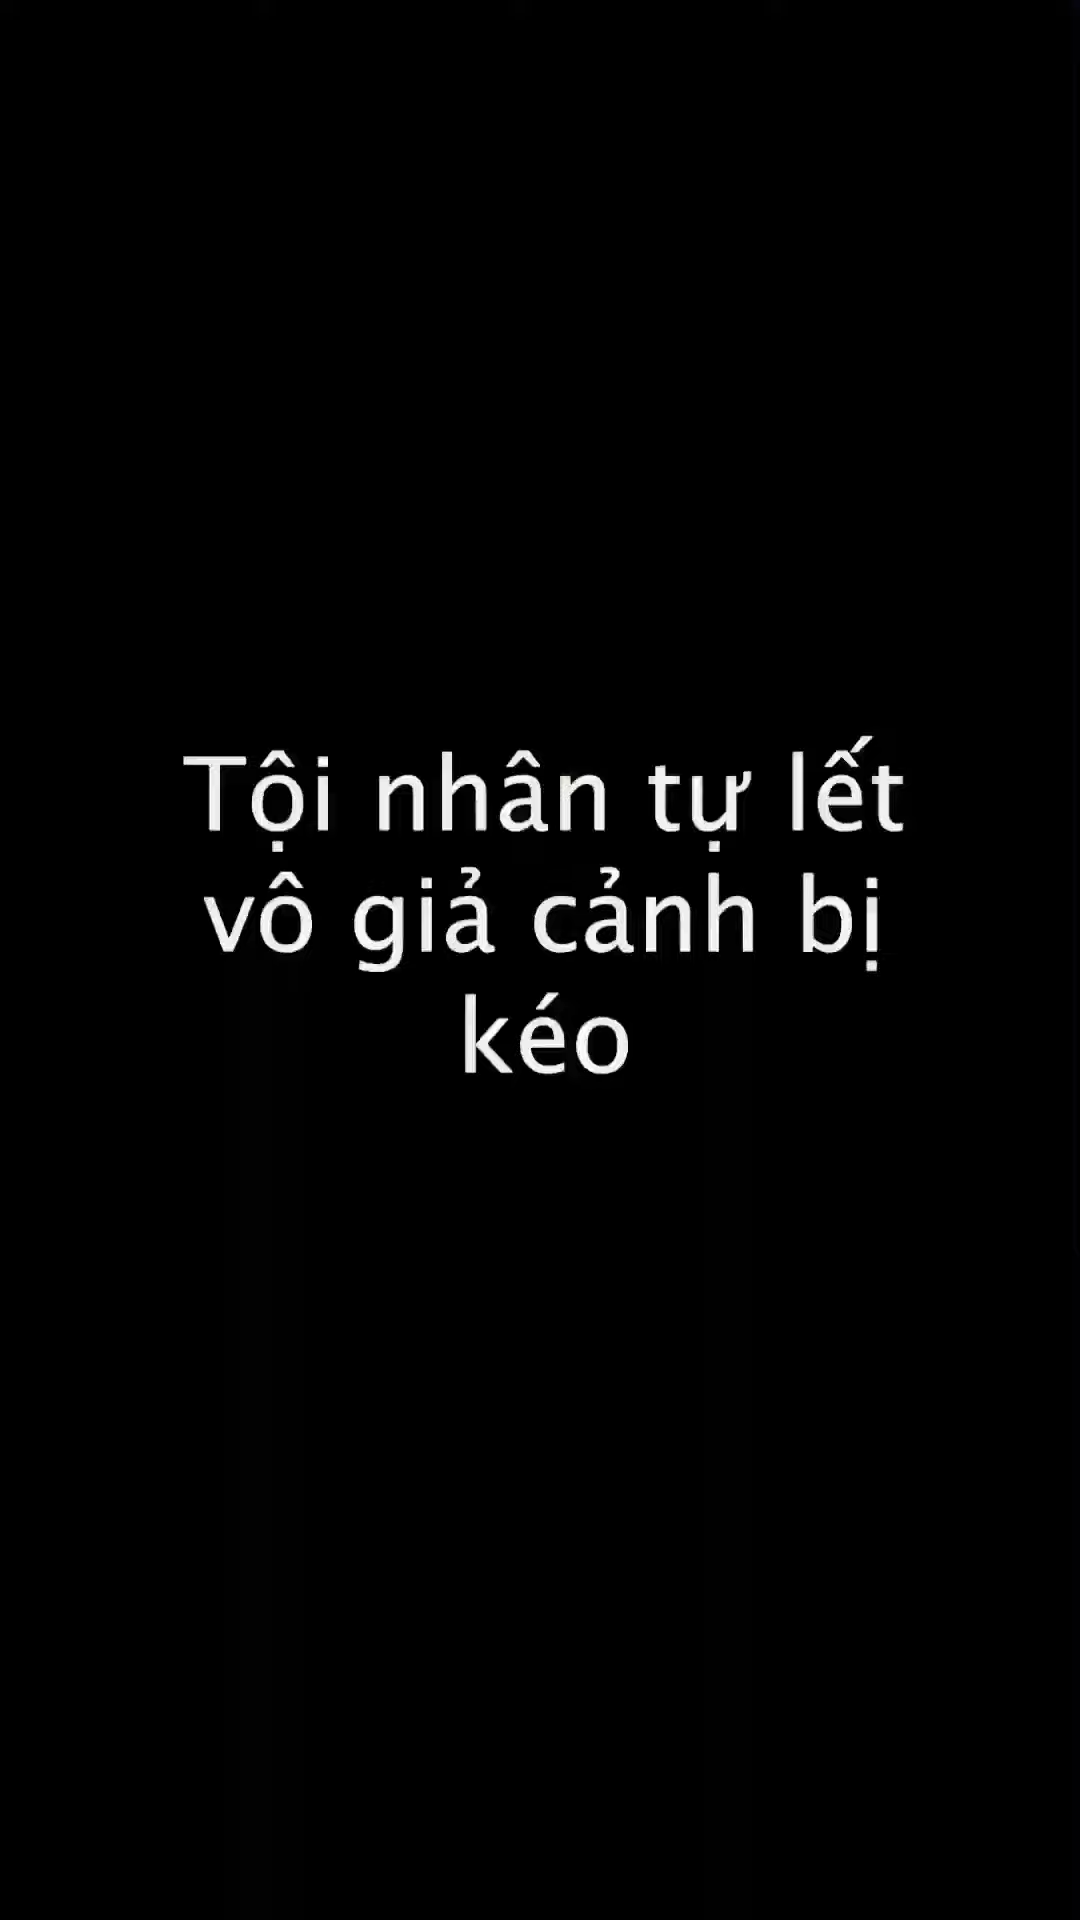 Tội nhân tự lết
vô giả cảnh bị
kéo